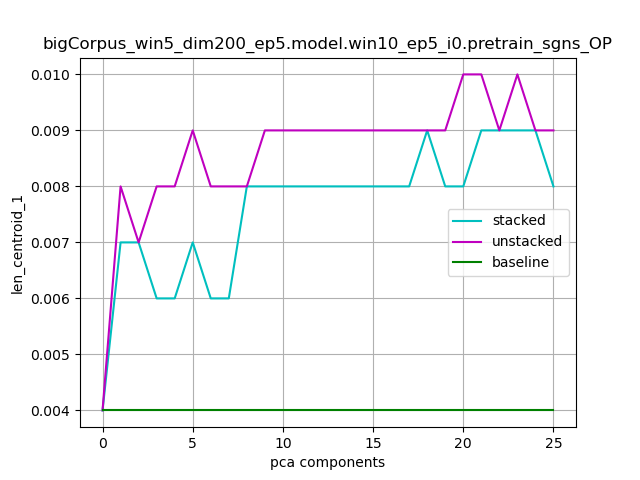 bigCorpus_win5_dim200_ep5.model.win10_ep5_i0.pretrain_sgns_OP
len_centroid_1
0.010
0.009
0.008
0.007
0.006
0.005
0.004
stacked
unstacked
baseline
0 5 10 15 20 25
pca components